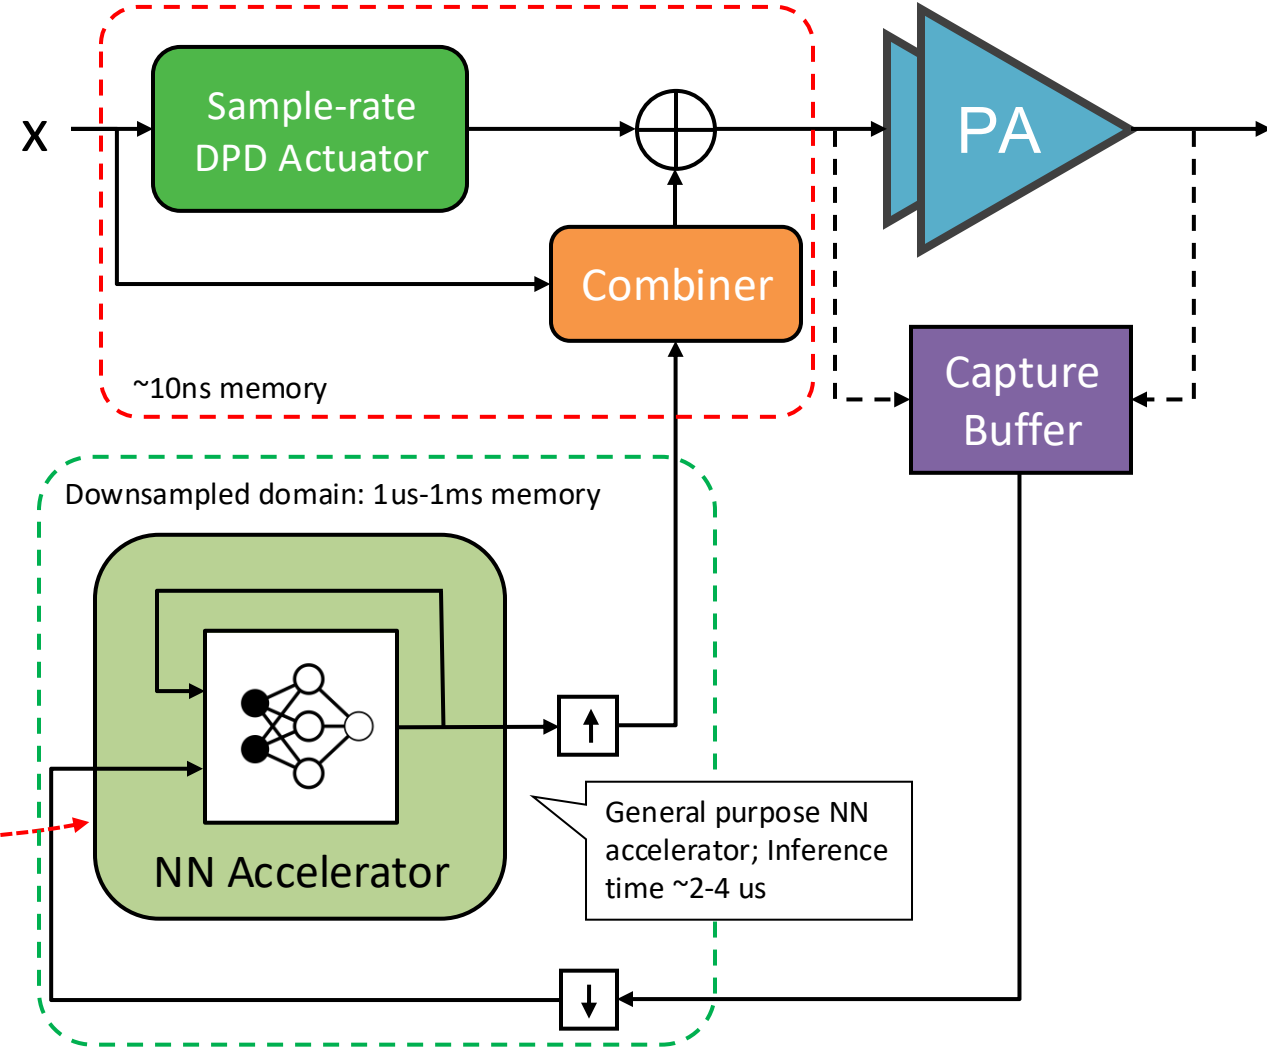 Sample-rate
DPD Actuator
x
PA
Combiner
~10ns memory
Capture
Buffer
Downsampled domain: 1us-1ms memory
General purpose NN
accelerator; Inference
time ~2-4 us
NN Accelerator